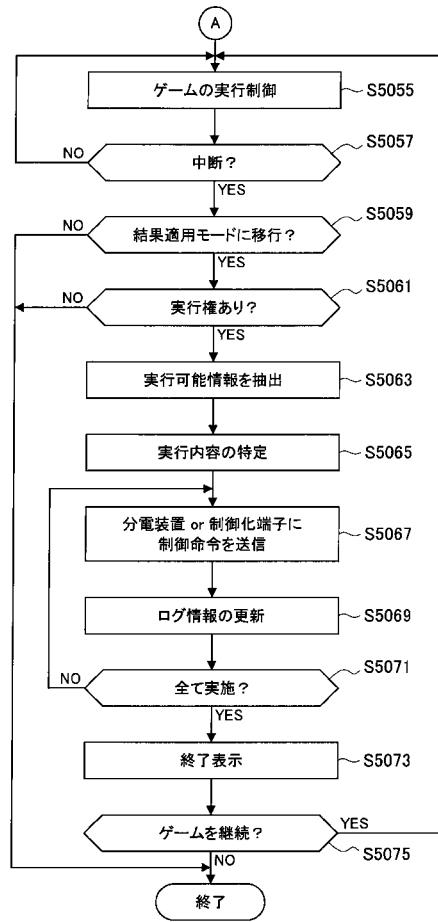 A
ゲームの実行制御 S5055
NO 中断? S5057
YES
NO 結果適用モードに移行? S5059
YES
NO 実行権あり? S5061
YES
実行可能情報を抽出 S5063
実行内容の特定 S5065
分電装置 or 制御化端子に
制御命令を送信 S5067
ログ情報の更新 S5069
NO 全て実施? S5071
YES
終了表示 S5073
ゲームを継続? YES
S5075
NO
終了